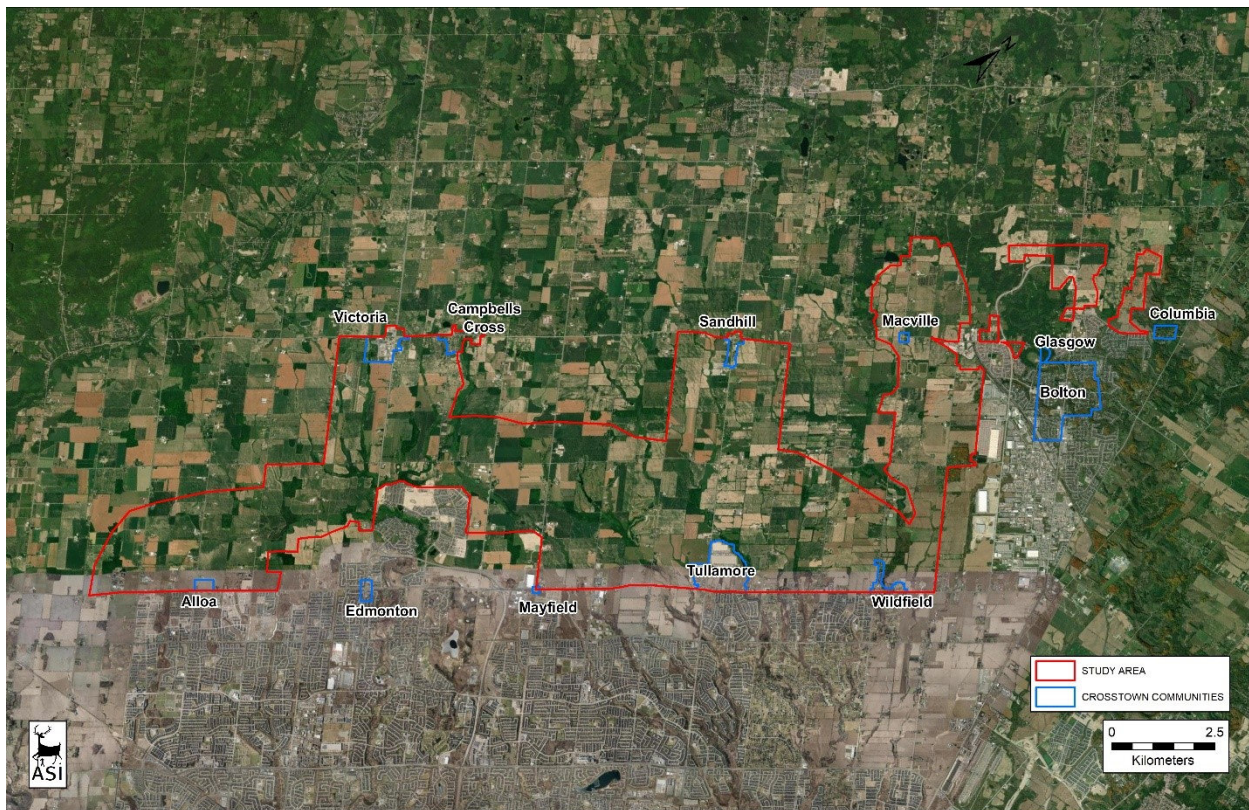 Campbells
Cross
Victoria
Sandhill
Macville
Columbia
Glasgow
Bolton
Tullamore
Alloa
Edmonton
Mayfield
Wildfield
STUDY AREA
CROSSTOWN COMMUNITIES
0 2.5
Kilometers
ASI